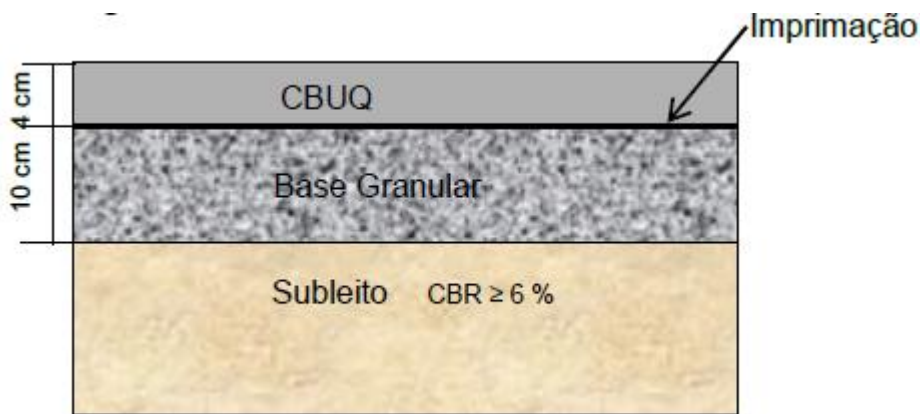 Imprimação
4 cm
CBUQ
10 cm
Base Granular
Subleito CBR ≥ 6 %